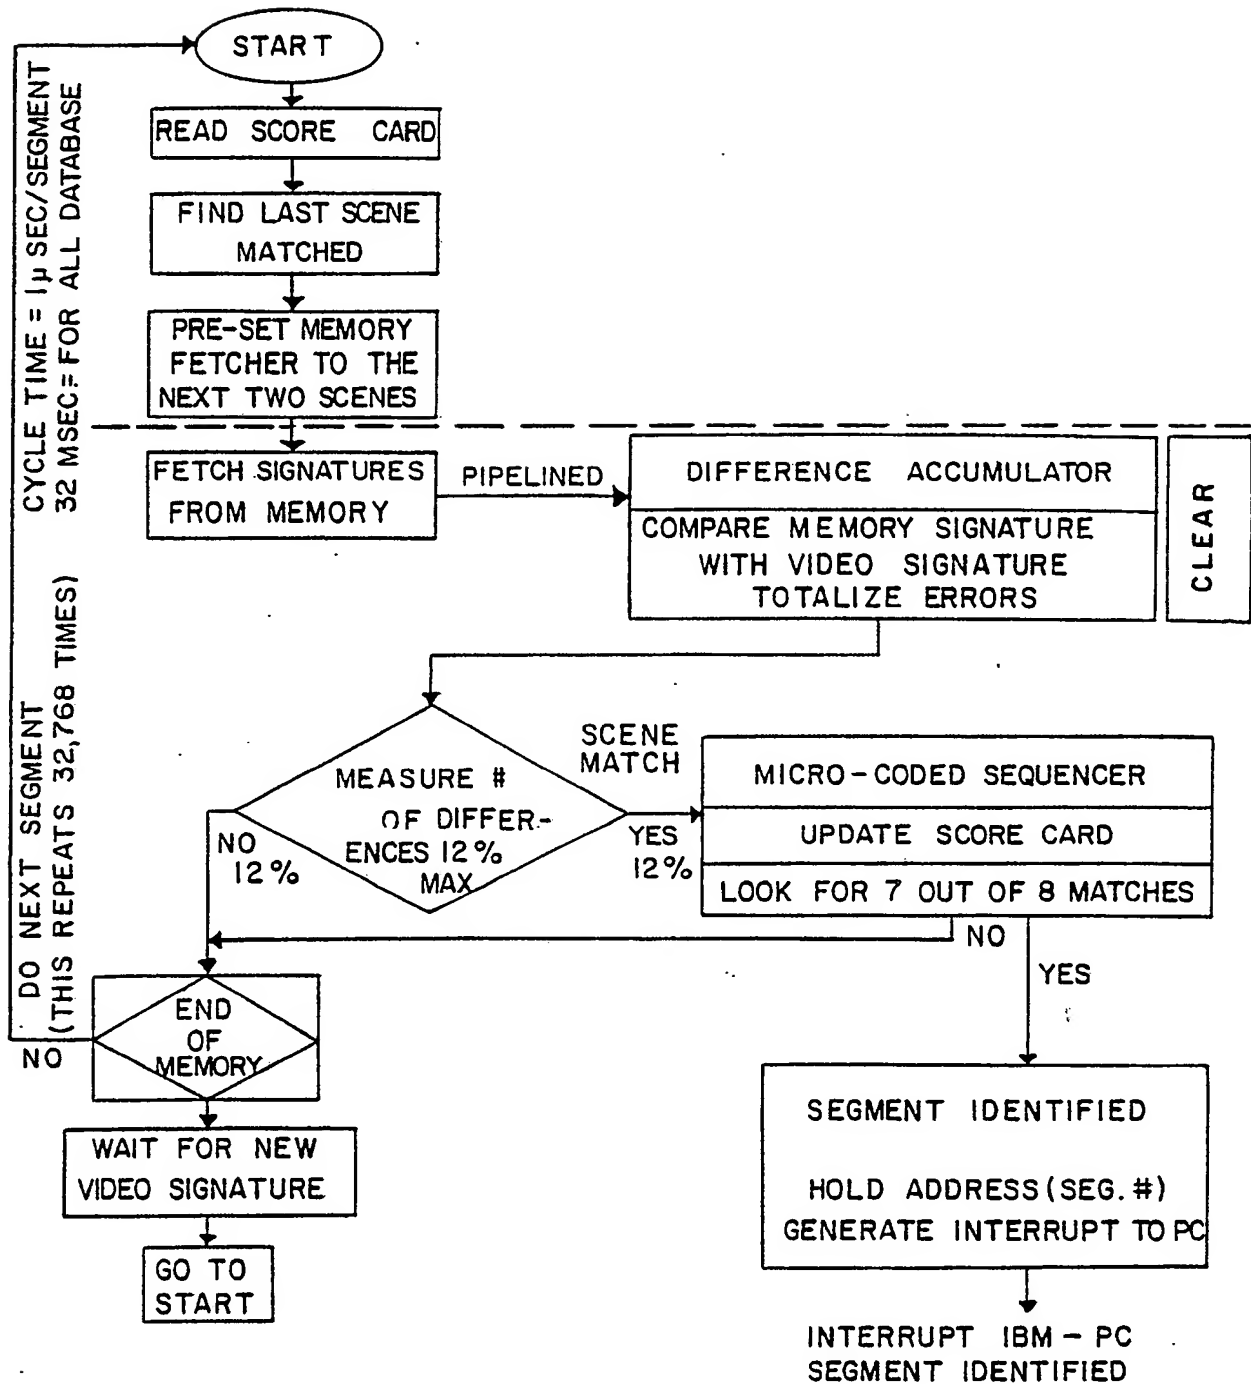 START
READ SCORE CARD
FIND LAST SCENE
MATCHED
PRE-SET MEMORY
FETCHER TO THE
NEXT TWO SCENES
CYCLE TIME = 1μ SEC/SEGMENT
32 MSEC= FOR ALL DATABASE
FETCH SIGNATURES
FROM MEMORY
PIPELINED
DIFFERENCE ACCUMULATOR
COMPARE MEMORY SIGNATURE
WITH VIDEO SIGNATURE
TOTALIZE ERRORS
CLEAR
DO NEXT SEGMENT
(THIS REPEATS 32,768 TIMES)
MEASURE #
OF DIFFER-
ENCES 12%
MAX
NO
12%
SCENE
MATCH
YES
12%
MICRO-CODED SEQUENCER
UPDATE SCORE CARD
LOOK FOR 7 OUT OF 8 MATCHES
NO
YES
END
OF
MEMORY
NO
WAIT FOR NEW
VIDEO SIGNATURE
GO TO
START
SEGMENT IDENTIFIED
HOLD ADDRESS (SEG. #)
GENERATE INTERRUPT TO PC
INTERRUPT IBM - PC
SEGMENT IDENTIFIED